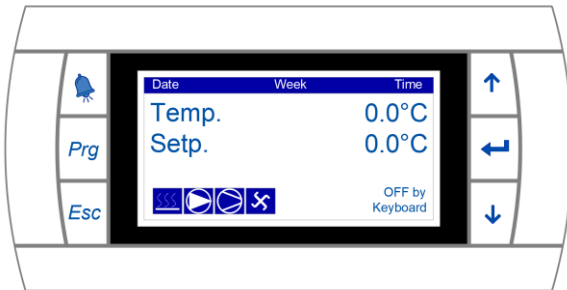 Date Week Time
Temp. 0.0°C
Prg
Setp. 0.0°C
OFF by
Keyboard
Esc